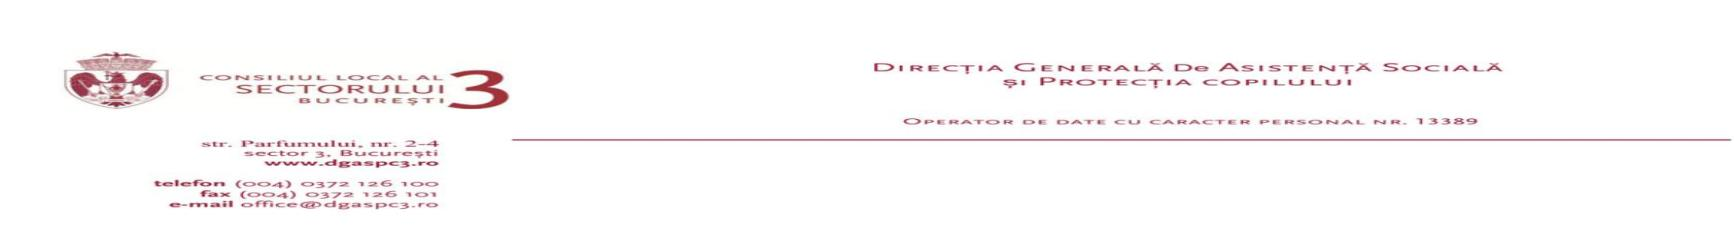 CONSILIUL LOCAL AL
SECTORULUI 3
BUCUREȘTI
str. Parfumului, nr. 2-4
sector 3, București
www.dgaspc3.ro
telefon (004) 0372 126 100
fax (004) 0372 126 101
e-mail office@dgaspc3.ro
DIRECȚIA GENERALĂ DE ASISTENȚĂ SOCIALĂ
ȘI PROTECȚIA COPILULUI
OPERATOR DE DATE CU CARACTER PERSONAL NR. 13389